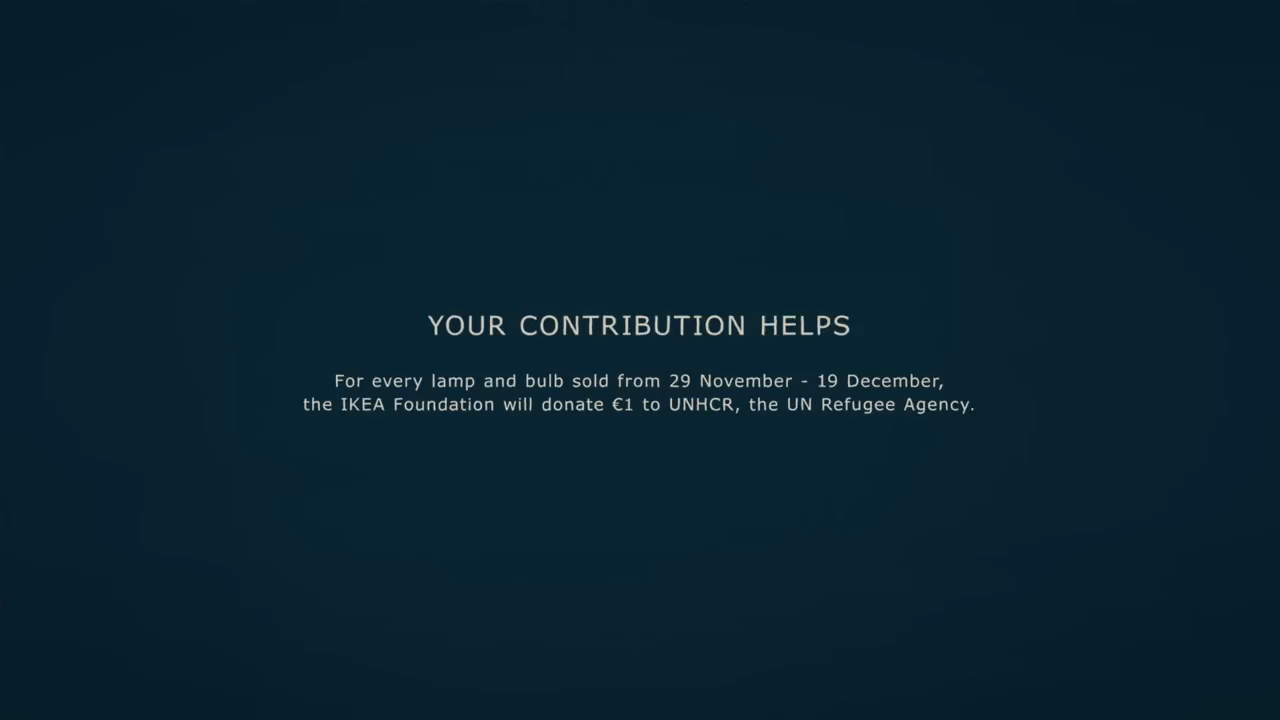 YOUR CONTRIBUTION HELPS
For every lamp and bulb sold from 29 November - 19 December,
the IKEA Foundation will donate €1 to UNHCR, the UN Refugee Agency.